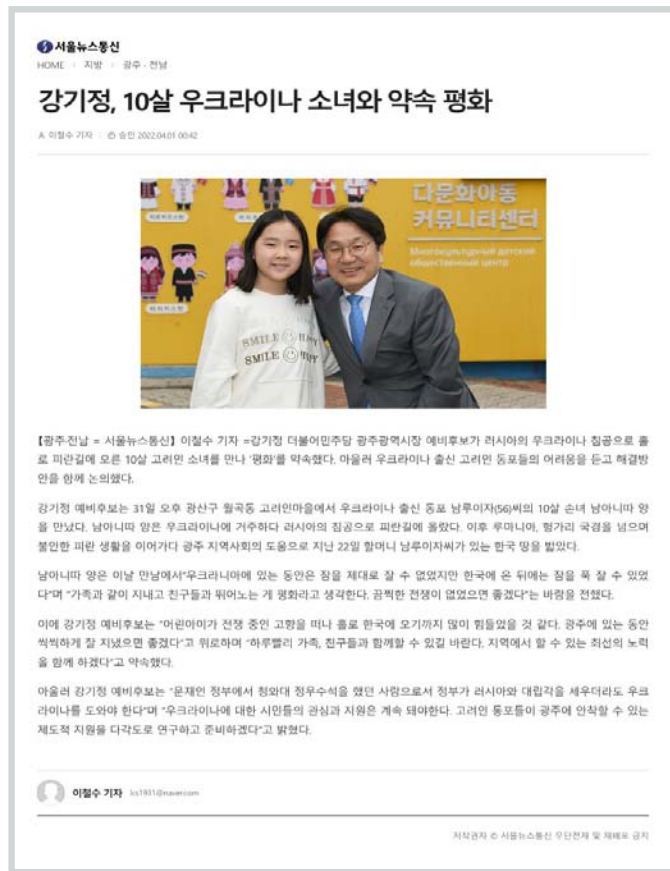 서울뉴스통신
HOME 지방 광주·전남
강기정, 10살 우크라이나 소녀와 약속 평화
이철수 기자 승인 2022.04.01 00:42
다문화아동
커뮤니티센터
Многокультурный детский
общественный центр
SMILE HAPPY
SMILE HAPPY
【광주·전남 = 서울뉴스통신】 이철수 기자 =강기정 더불어민주당 광주광역시장 예비후보가 러시아의 우크라이나 침공으로 홀
로 피란길에 오른 10살 고려인 소녀를 만나 '평화'를 약속했다. 아울러 우크라이나 출신 고려인 동포들의 어려움을 듣고 해결방
안을 함께 논의했다.
강기정 예비후보는 31일 오후 광산구 월곡동 고려인마을에서 우크라이나 출신 동포 남루이자(56)씨의 10살 손녀 남아니따 양
을 만났다. 남아니따 양은 우크라이나에 거주하다 러시아의 침공으로 피란길에 올랐다. 이후 루마니아, 헝가리 국경을 넘으며
불안한 피란 생활을 이어가다 광주 지역사회의 도움으로 지난 22일 할머니 남루이자씨가 있는 한국 땅을 밟았다.
남아니따 양은 이날 만남에서"우크라니아에 있는 동안은 잠을 제대로 잘 수 없었지만 한국에 온 뒤에는 잠을 푹 잘 수 있었
다"며 "가족과 같이 지내고 친구들과 뛰어노는 게 평화라고 생각한다. 끔찍한 전쟁이 없었으면 좋겠다"는 바람을 전했다.
이에 강기정 예비후보는 "어린아이가 전쟁 중인 고향을 떠나 홀로 한국에 오기까지 많이 힘들었을 것 같다. 광주에 있는 동안
씩씩하게 잘 지냈으면 좋겠다"고 위로하며 "하루빨리 가족, 친구들과 함께할 수 있길 바란다. 지역에서 할 수 있는 최선의 노력
을 함께 하겠다"고 약속했다.
아울러 강기정 예비후보는 "문재인 정부에서 청와대 정무수석을 했던 사람으로서 정부가 러시아와 대립각을 세우더라도 우크
라이나를 도와야 한다"며 "우크라이나에 대한 시민들의 관심과 지원은 계속 돼야한다. 고려인 동포들이 광주에 안착할 수 있는
제도적 지원을 다각도로 연구하고 준비하겠다"고 밝혔다.
이철수 기자 lcs1931@naver.com
저작권자 © 서울뉴스통신 무단전재 및 재배포 금지